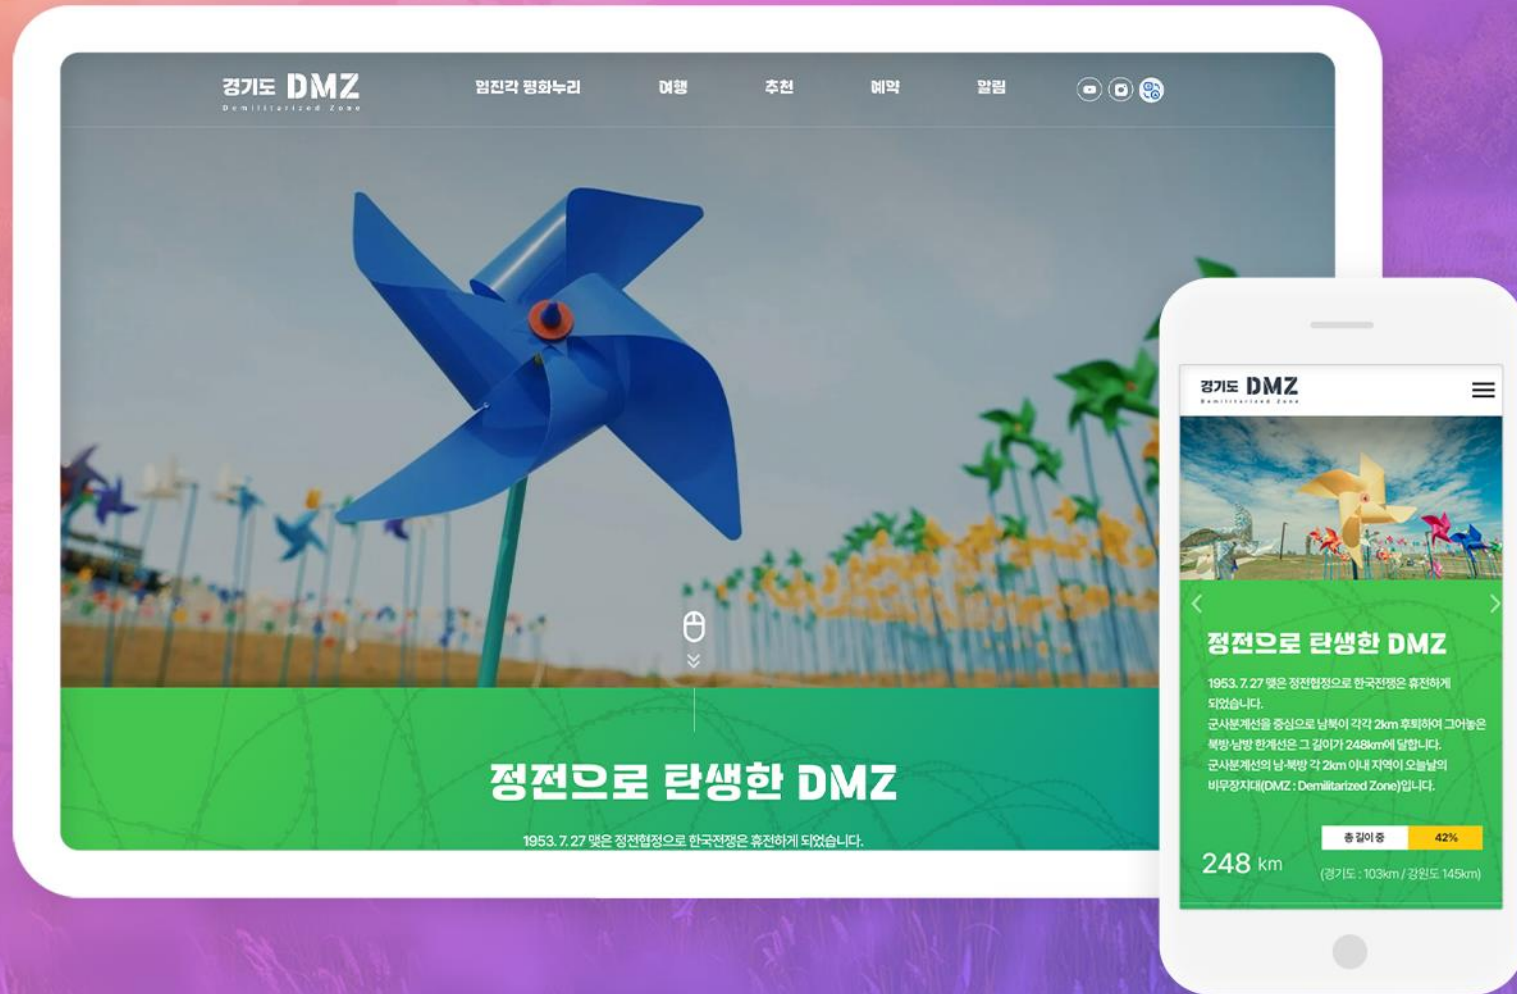 경기도 DMZ
Demilitarized Zone
임진각 평화누리
여행
추천
예약
알림
정전으로 탄생한 DMZ
1953. 7. 27 맺은 정전협정으로 한국전쟁은 휴전하게 되었습니다.
경기도 DMZ
Demilitarized Zone
정전으로 탄생한 DMZ
1953. 7. 27 맺은 정전협정으로 한국전쟁은 휴전하게
되었습니다.
군사분계선을 중심으로 남북이 각각 2km 후퇴하여 그어놓은
북방·남방 한계선은 그 길이가 248km에 달합니다.
군사분계선의 남·북방 각 2km 이내 지역이 오늘날의
비무장지대(DMZ : Demilitarized Zone)입니다.
총 길이 중 42%
248 km
(경기도 : 103km / 강원도 145km)